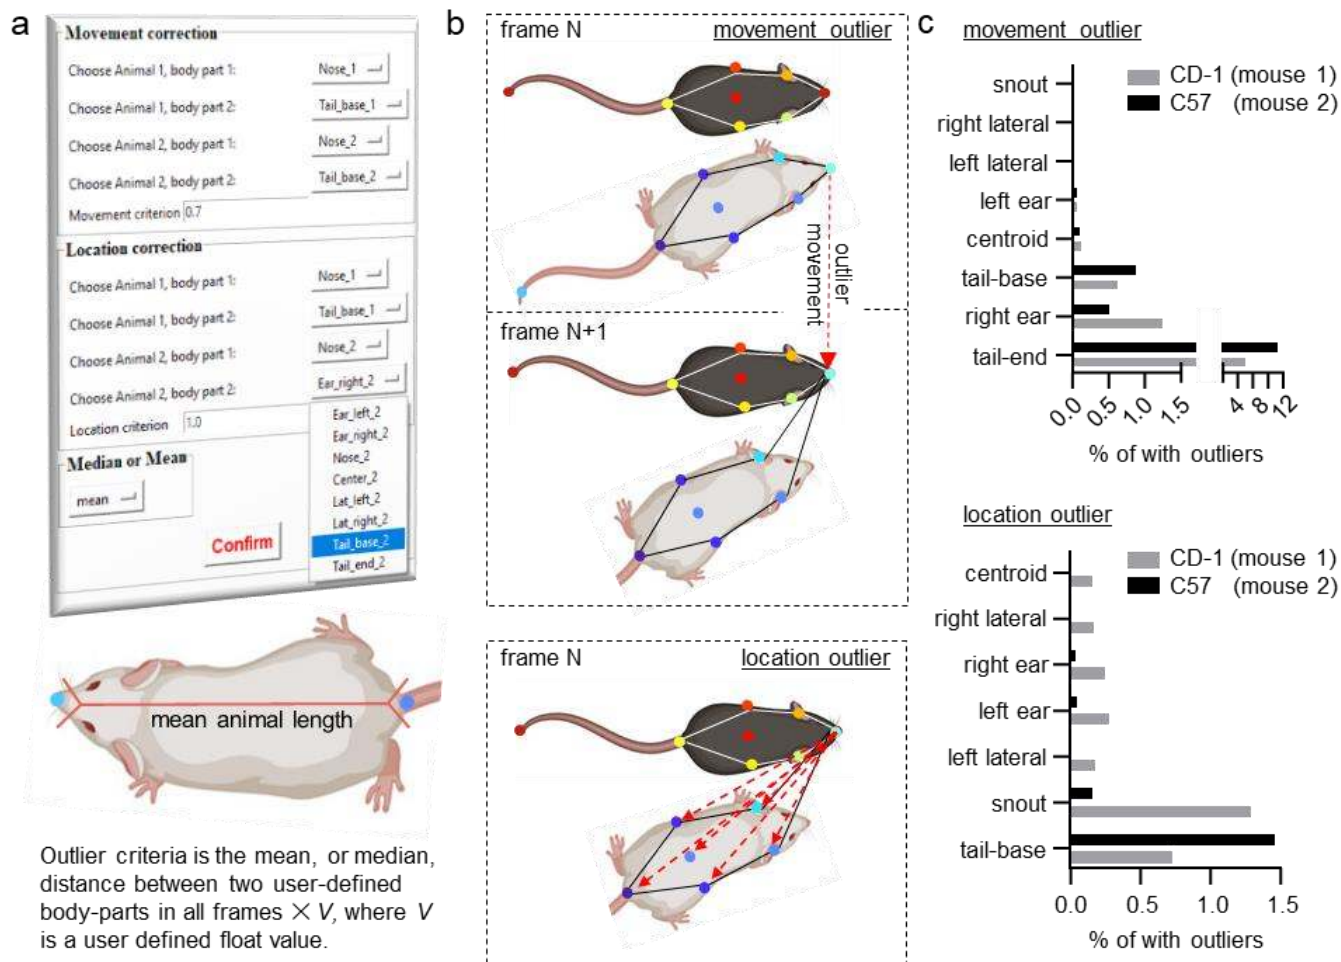 a
Movement correction
Choose Animal 1, body part 1: Nose_1
Choose Animal 1, body part 2: Tail_base_1
Choose Animal 2, body part 1: Nose_2
Choose Animal 2, body part 2: Tail_base_2
Movement criterion 0.7
Location correction
Choose Animal 1, body part 1: Nose_1
Choose Animal 1, body part 2: Tail_base_1
Choose Animal 2, body part 1: Nose_2
Choose Animal 2, body part 2: Ear_right_2
Location criterion 1.0
Ear_left_2
Ear_right_2
Nose_2
Center_2
Lat_left_2
Lat_right_2
Tail_base_2
Tail_end_2
Median or Mean
mean
Confirm
mean animal length
Outlier criteria is the mean, or median,
distance between two user-defined
body-parts in all frames × V, where V
is a user defined float value.
b
frame N movement outlier
outlier
movement
frame N+1
frame N location outlier
c
movement outlier
CD-1 (mouse 1)
C57 (mouse 2)
snout
right lateral
left lateral
left ear
centroid
tail-base
right ear
tail-end
0.0 0.5 1.0 1.5 4 8 12
% of with outliers
location outlier
CD-1 (mouse 1)
C57 (mouse 2)
centroid
right lateral
right ear
left ear
left lateral
snout
tail-base
0.0 0.5 1.0 1.5
% of with outliers